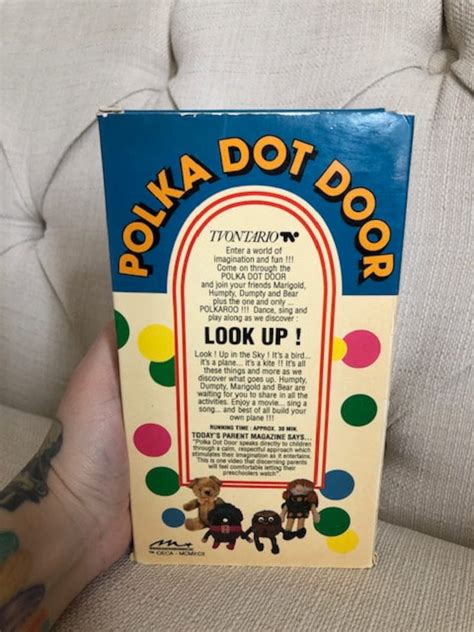 POLKA DOT DOOR
TVONTARIO TV
Enter a world of
imagination and fun !!!
Come on through the
POLKA DOT DOOR
and join your friends Marigold,
Humpty, Dumpty and Bear
plus the one and only ...
POLKAROO !!! Dance, sing and
play along as we discover :
LOOK UP !
Look ! Up in the Sky ! It's a bird...
it's a plane... it's a kite !! It's all
these things and more as we
discover what goes up. Humpty,
Dumpty, Marigold and Bear are
waiting for you to share in all the
activities. Enjoy a movie... sing a
song... and best of all build your
own plane !!!
RUNNING TIME : APPROX. 30 MIN.
TODAY'S PARENT MAGAZINE SAYS...
"Polka Dot Door speaks directly to children
through a calm, respectful approach which
stimulates their imagination as it entertains.
This is one video that discerning parents
will feel comfortable letting their
preschoolers watch".